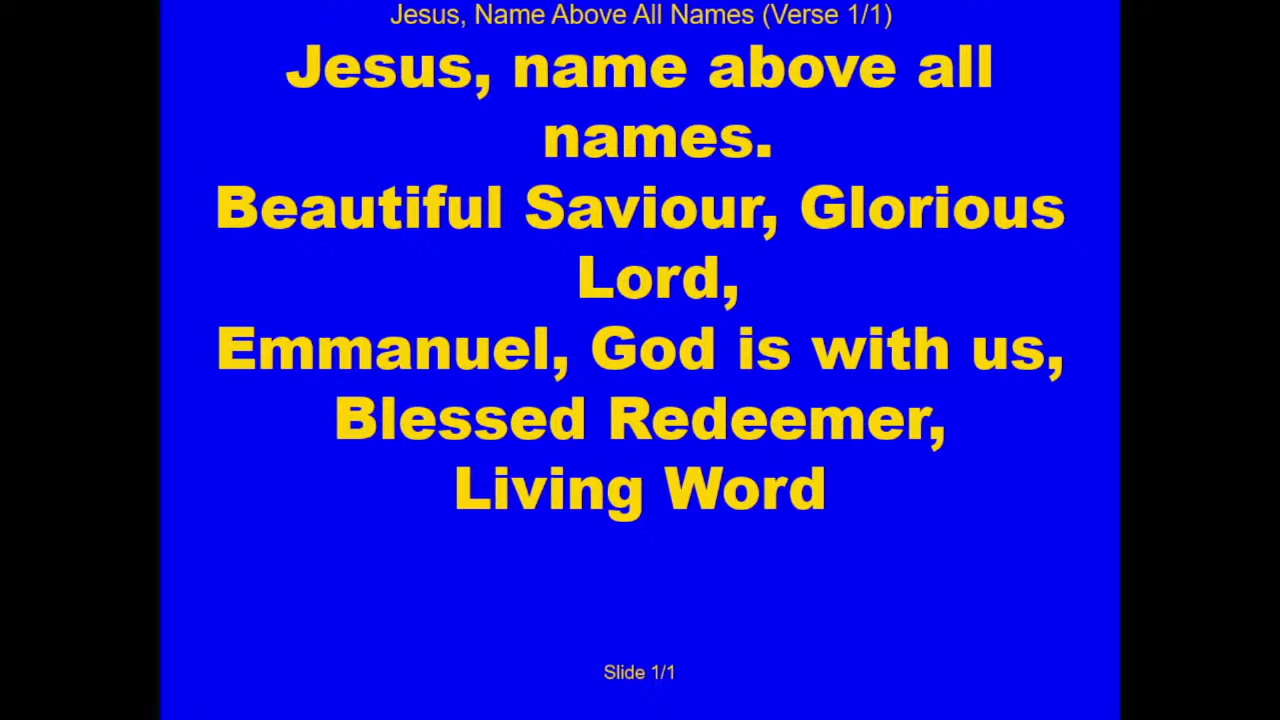 Jesus, Name Above All Names (Verse 1/1)
Jesus, name above all
names.
Beautiful Saviour, Glorious
Lord,
Emmanuel, God is with us,
Blessed Redeemer,
Living Word
Slide 1/1